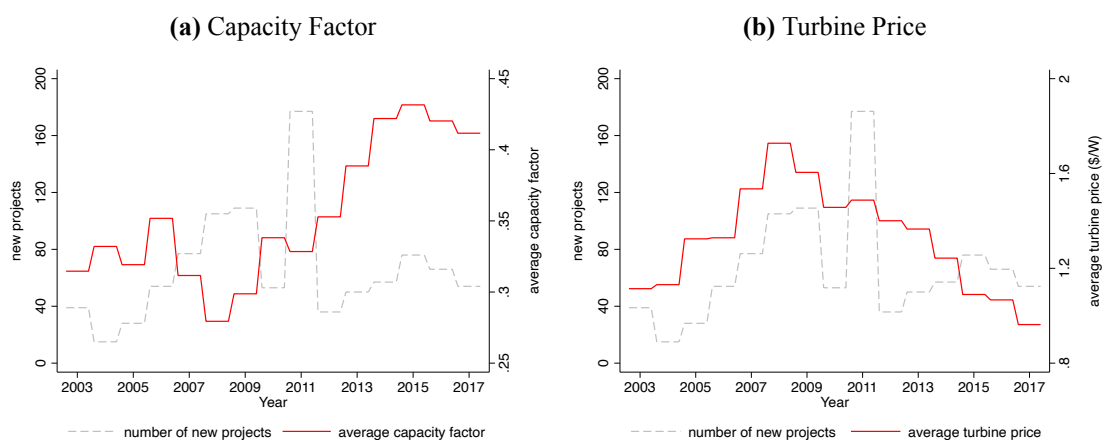 (a) Capacity Factor
200
160
120
80
40
0
new projects
.45
.4
.35
.3
.25
average capacity factor
2003 2005 2007 2009 2011 2013 2015 2017
Year
number of new projects average capacity factor
(b) Turbine Price
200
160
120
80
40
0
new projects
2
1.6
1.2
.8
average turbine price ($/W)
2003 2005 2007 2009 2011 2013 2015 2017
Year
number of new projects average turbine price